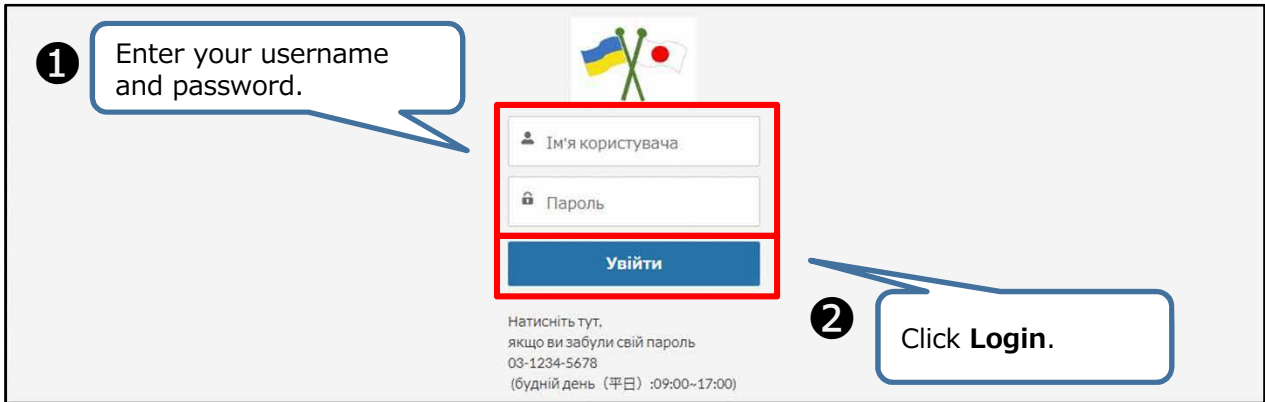 ❶
Enter your username
and password.
Ім'я користувача
Пароль
Увійти
❷
Click Login.
Натисніть тут,
якщо ви забули свій пароль
03-1234-5678
(будній день（平日）:09:00~17:00)